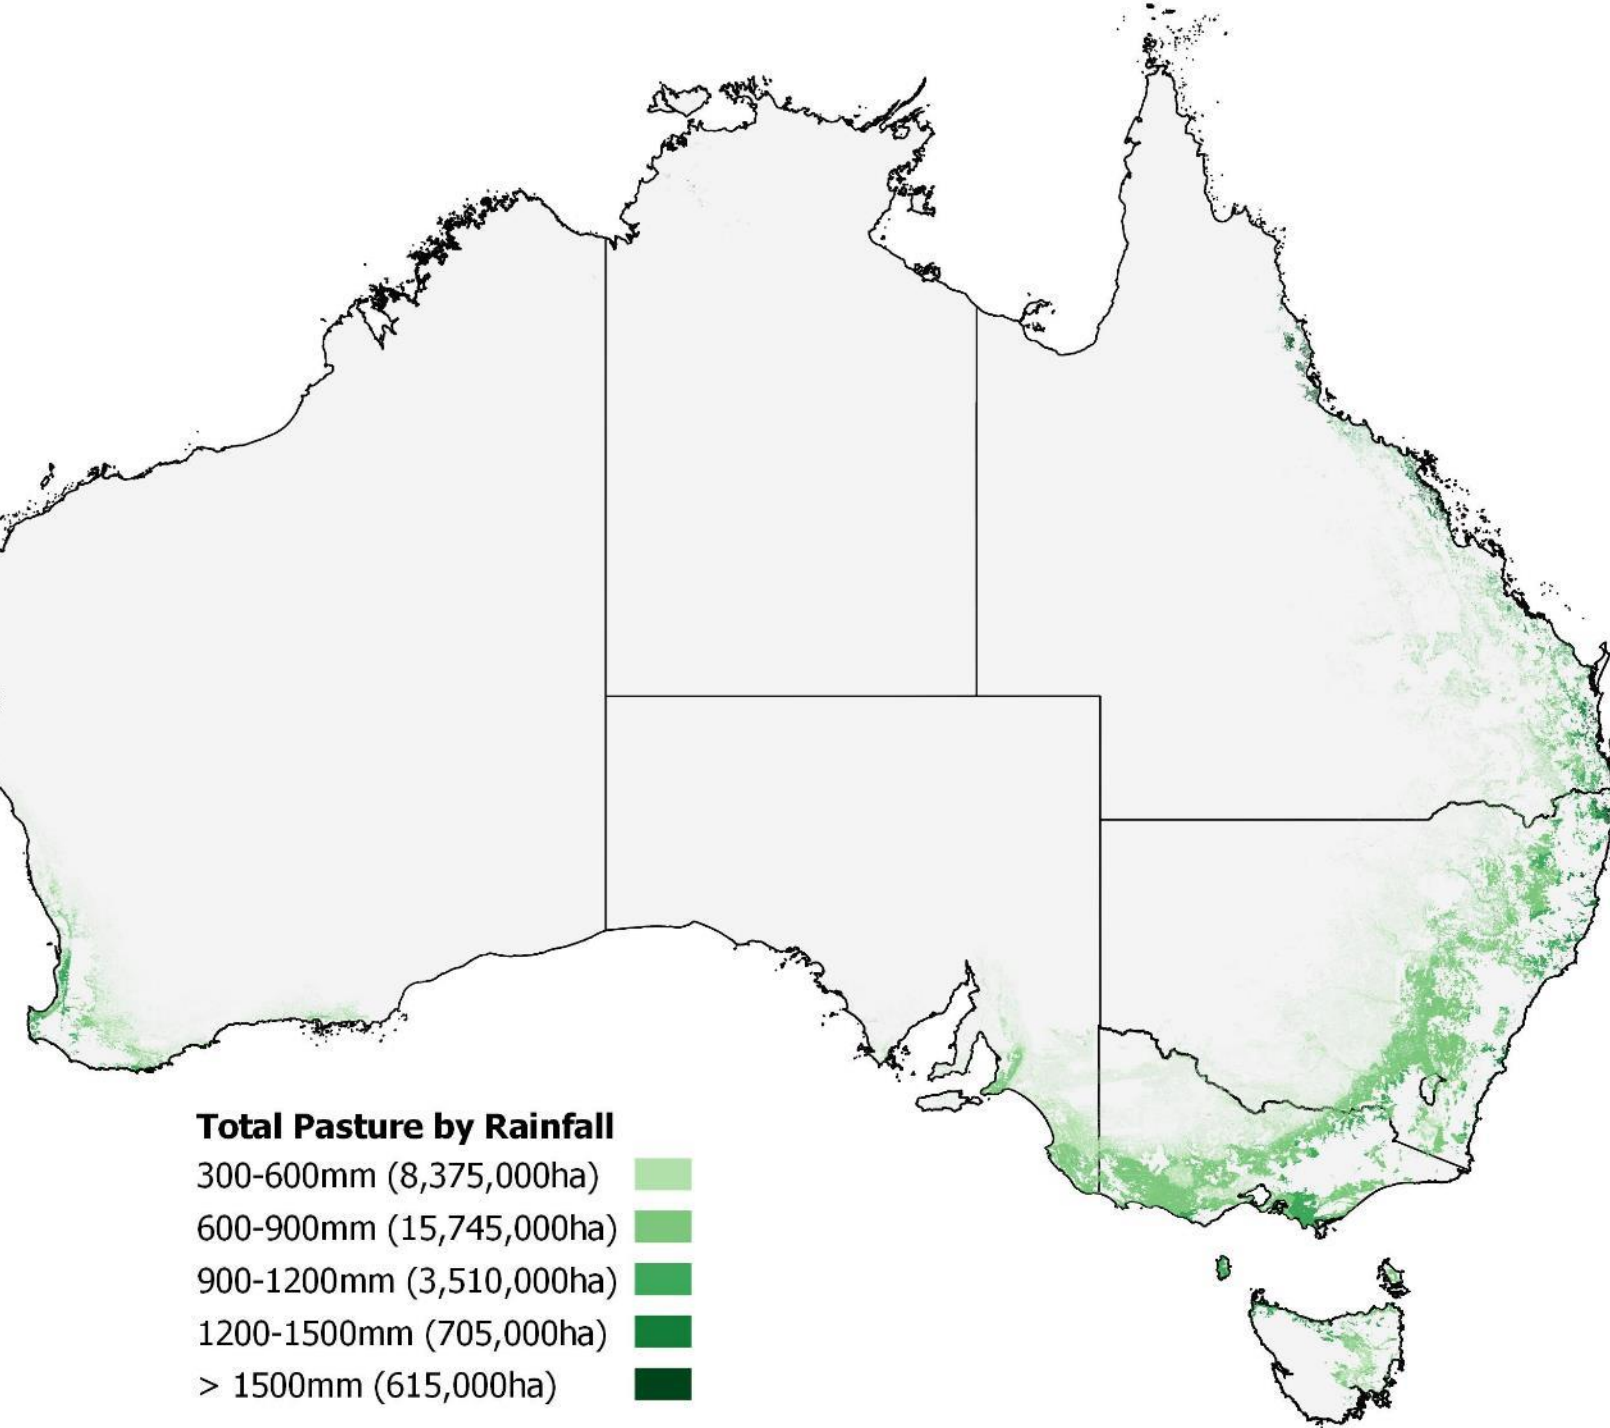 Total Pasture by Rainfall
300-600mm (8,375,000ha)
600-900mm (15,745,000ha)
900-1200mm (3,510,000ha)
1200-1500mm (705,000ha)
> 1500mm (615,000ha)